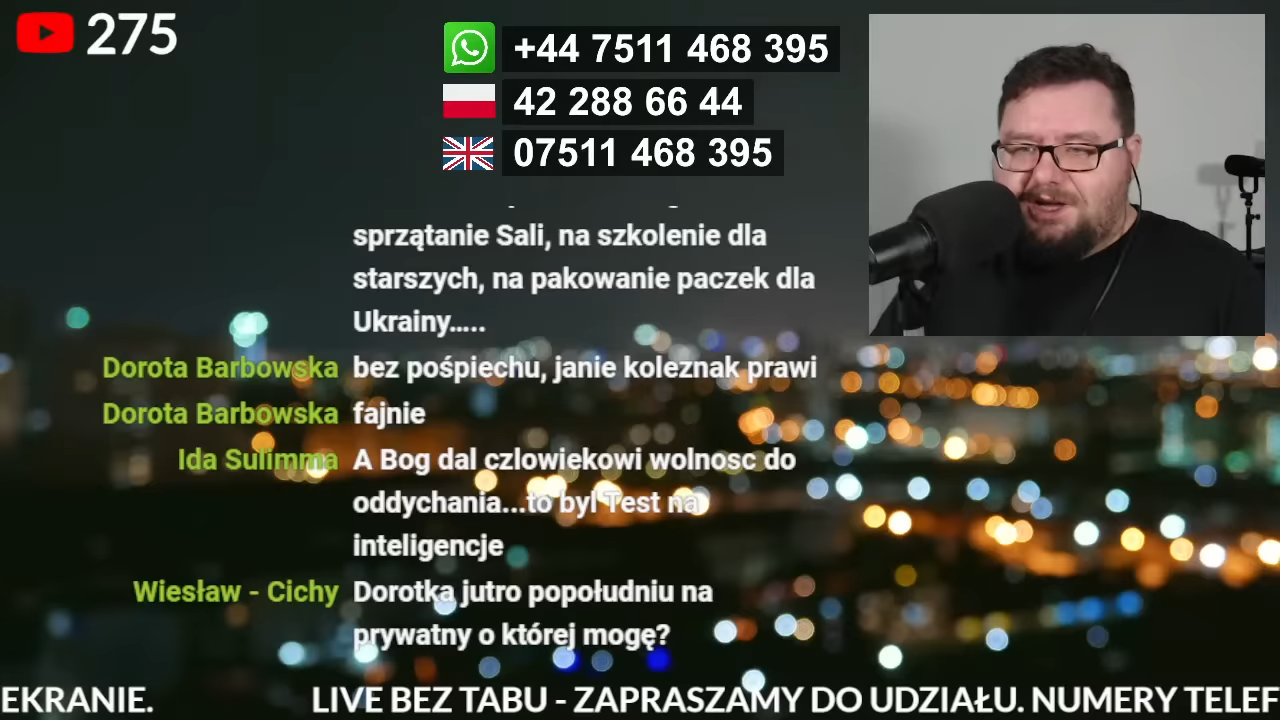 275
+44 7511 468 395
42 288 66 44
07511 468 395
sprzątanie Sali, na szkolenie dla
starszych, na pakowanie paczek dla
Ukrainy.....
Dorota Barbowska bez pośpiechu, janie koleznak prawi
Dorota Barbowska fajnie
Ida Sulimma A Bog dal czlowiekowi wolnosc do
oddychania...to byl Test na
inteligencje
Wiesław - Cichy Dorotka jutro popołudniu na
prywatny o której mogę?
EKRANIE. LIVE BEZ TABU - ZAPRASZAMY DO UDZIAŁU. NUMERY TELEF